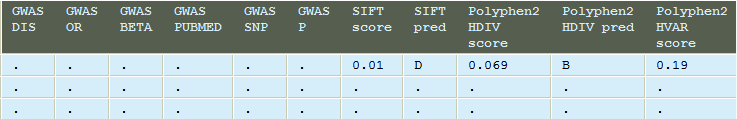 GWAS DIS GWAS OR GWAS BETA GWAS PUBMED GWAS SNP GWAS P SIFT score SIFT pred Polyphen2 HDIV score Polyphen2 HDIV pred Polyphen2 HVAR score
. . . . . . 0.01 D 0.069 B 0.19
. . . . . . . . . . .
. . . . . . . . . . .